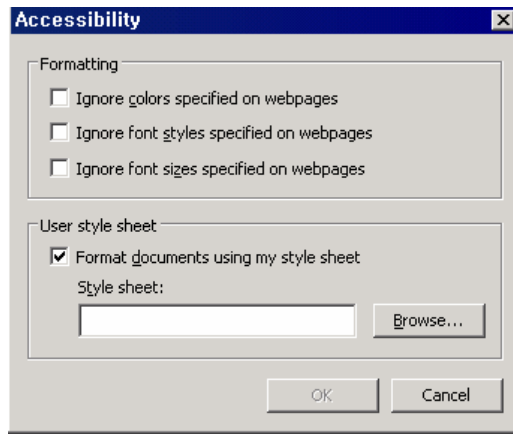 Accessibility
Formatting
Ignore colors specified on webpages
Ignore font styles specified on webpages
Ignore font sizes specified on webpages
User style sheet
Format documents using my style sheet
Style sheet:
Browse...
OK Cancel